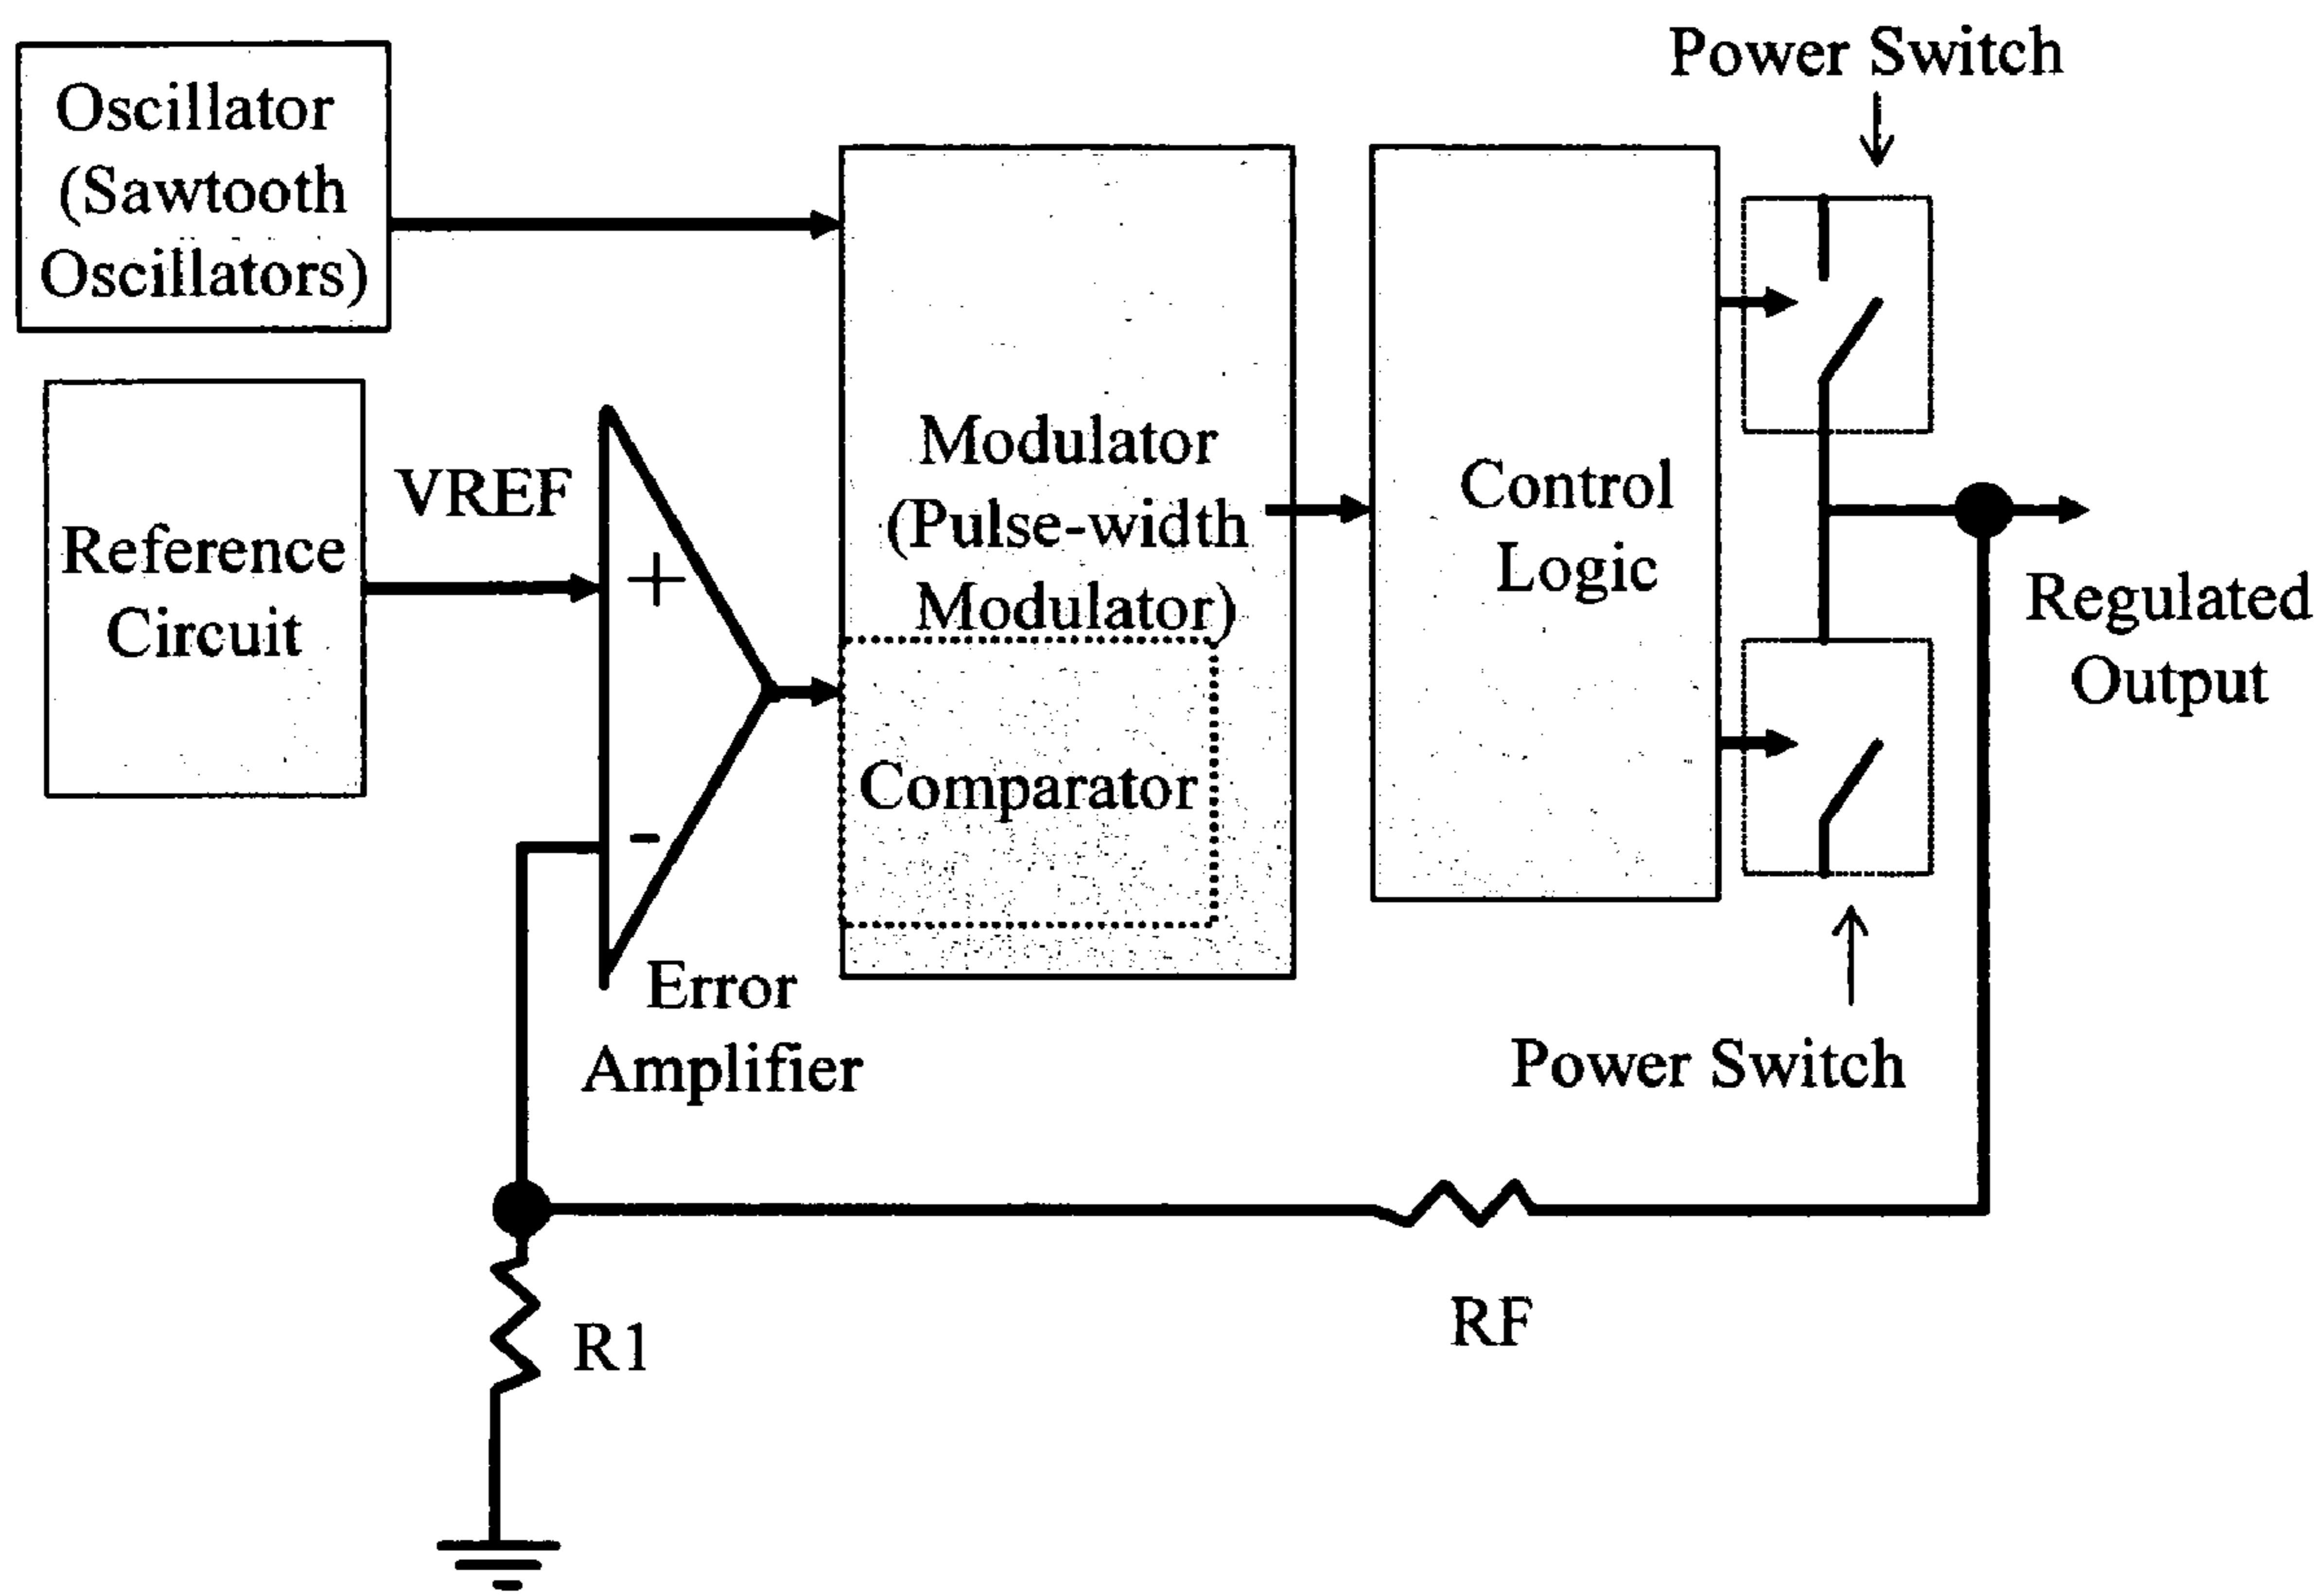 Power Switch
Oscillator
(Sawtooth
Oscillators)
VREF
Reference
Circuit
+
-
Modulator
(Pulse-width
Modulator)
Comparator
Control
Logic
Regulated
Output
Error
Amplifier
Power Switch
R1
RF